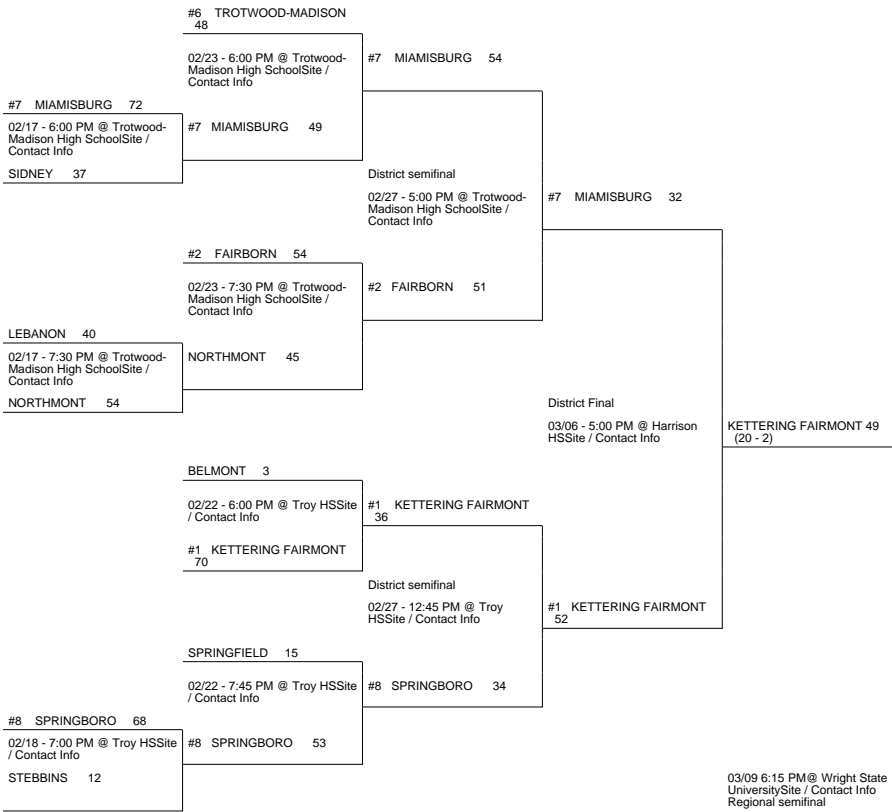 #6 TROTWOOD-MADISON
48
02/23 - 6:00 PM @ Trotwood-
Madison High SchoolSite /
Contact Info
#7 MIAMISBURG 54
#7 MIAMISBURG 72
02/17 - 6:00 PM @ Trotwood-
Madison High SchoolSite /
Contact Info
#7 MIAMISBURG 49
SIDNEY 37
District semifinal
02/27 - 5:00 PM @ Trotwood-
Madison High SchoolSite /
Contact Info
#7 MIAMISBURG 32
#2 FAIRBORN 54
02/23 - 7:30 PM @ Trotwood-
Madison High SchoolSite /
Contact Info
#2 FAIRBORN 51
LEBANON 40
02/17 - 7:30 PM @ Trotwood-
Madison High SchoolSite /
Contact Info
NORTHMONT 45
NORTHMONT 54
District Final
03/06 - 5:00 PM @ Harrison
HSSite / Contact Info
KETTERING FAIRMONT 49
(20 - 2)
BELMONT 3
02/22 - 6:00 PM @ Troy HSSite
/ Contact Info
#1 KETTERING FAIRMONT
36
#1 KETTERING FAIRMONT
70
District semifinal
02/27 - 12:45 PM @ Troy
HSSite / Contact Info
#1 KETTERING FAIRMONT
52
SPRINGFIELD 15
02/22 - 7:45 PM @ Troy HSSite
/ Contact Info
#8 SPRINGBORO 34
#8 SPRINGBORO 68
02/18 - 7:00 PM @ Troy HSSite
/ Contact Info
#8 SPRINGBORO 53
STEBBINS 12
03/09 6:15 PM@ Wright State
UniversitySite / Contact Info
Regional semifinal